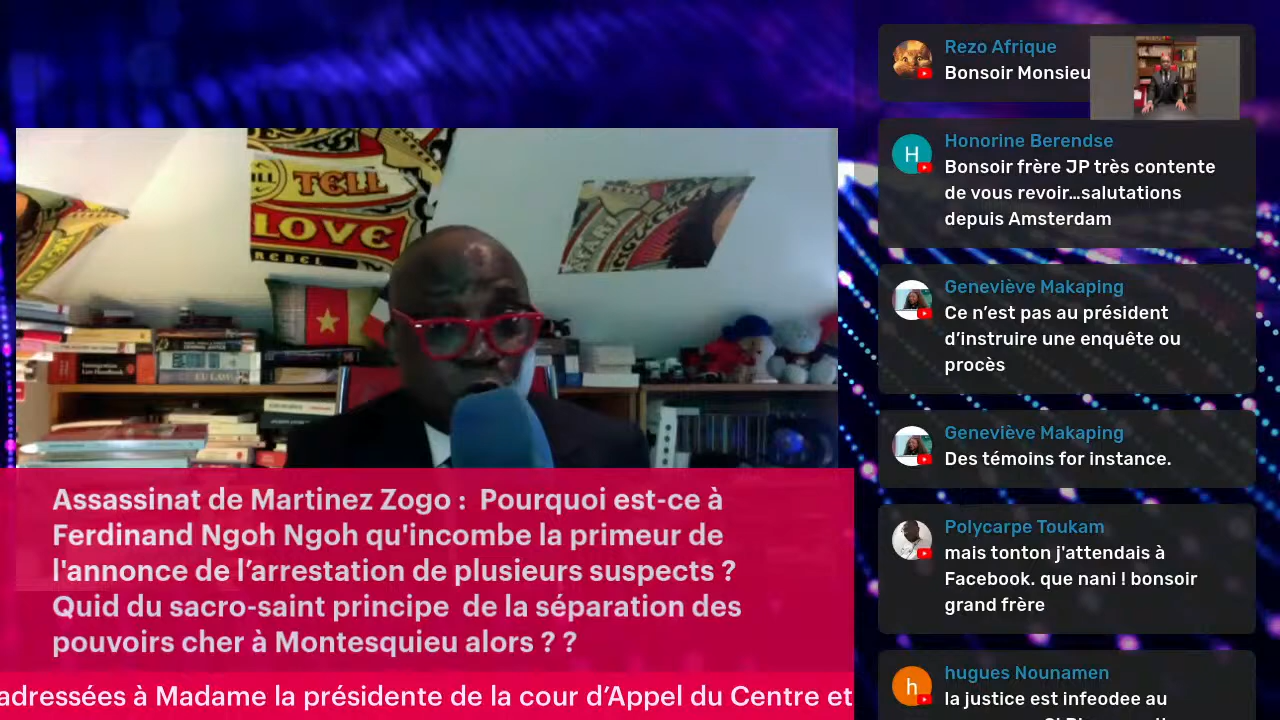 TELL
LOVE
REBEL
Assassinat de Martinez Zogo : Pourquoi est-ce à
Ferdinand Ngoh Ngoh qu'incombe la primeur de
l'annonce de l’arrestation de plusieurs suspects ?
Quid du sacro-saint principe de la séparation des
pouvoirs cher à Montesquieu alors ? ?
adressées à Madame la présidente de la cour d’Appel du Centre et
Rezo Afrique
Bonsoir Monsieu
H
Honorine Berendse
Bonsoir frère JP très contente
de vous revoir…salutations
depuis Amsterdam
Geneviève Makaping
Ce n’est pas au président
d’instruire une enquête ou
procès
Geneviève Makaping
Des témoins for instance.
Polycarpe Toukam
mais tonton j'attendais à
Facebook. que nani ! bonsoir
grand frère
h
hugues Nounamen
la justice est infeodee au